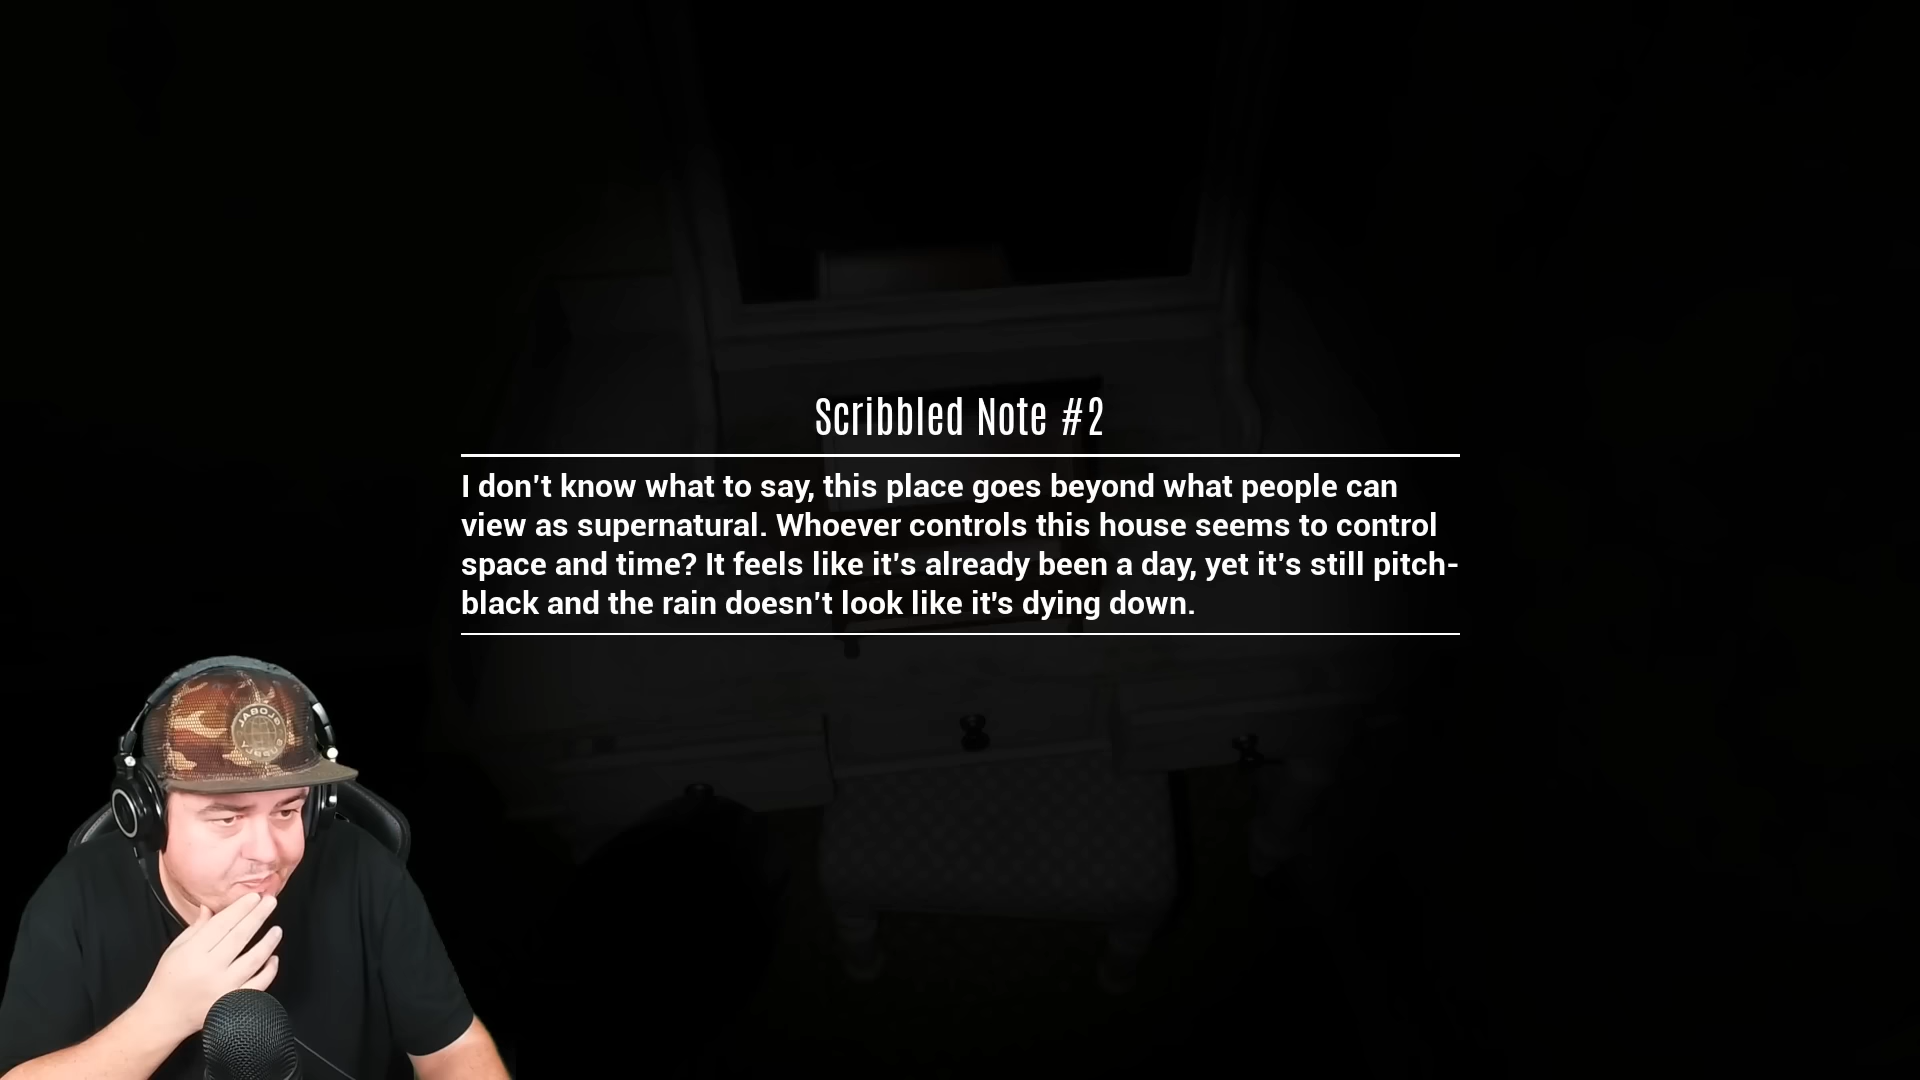 Scribbled Note #2
I don't know what to say, this place goes beyond what people can
view as supernatural. Whoever controls this house seems to control
space and time? It feels like it's already been a day, yet it's still pitch-
black and the rain doesn't look like it's dying down.
GLOBAL
SUPPLY